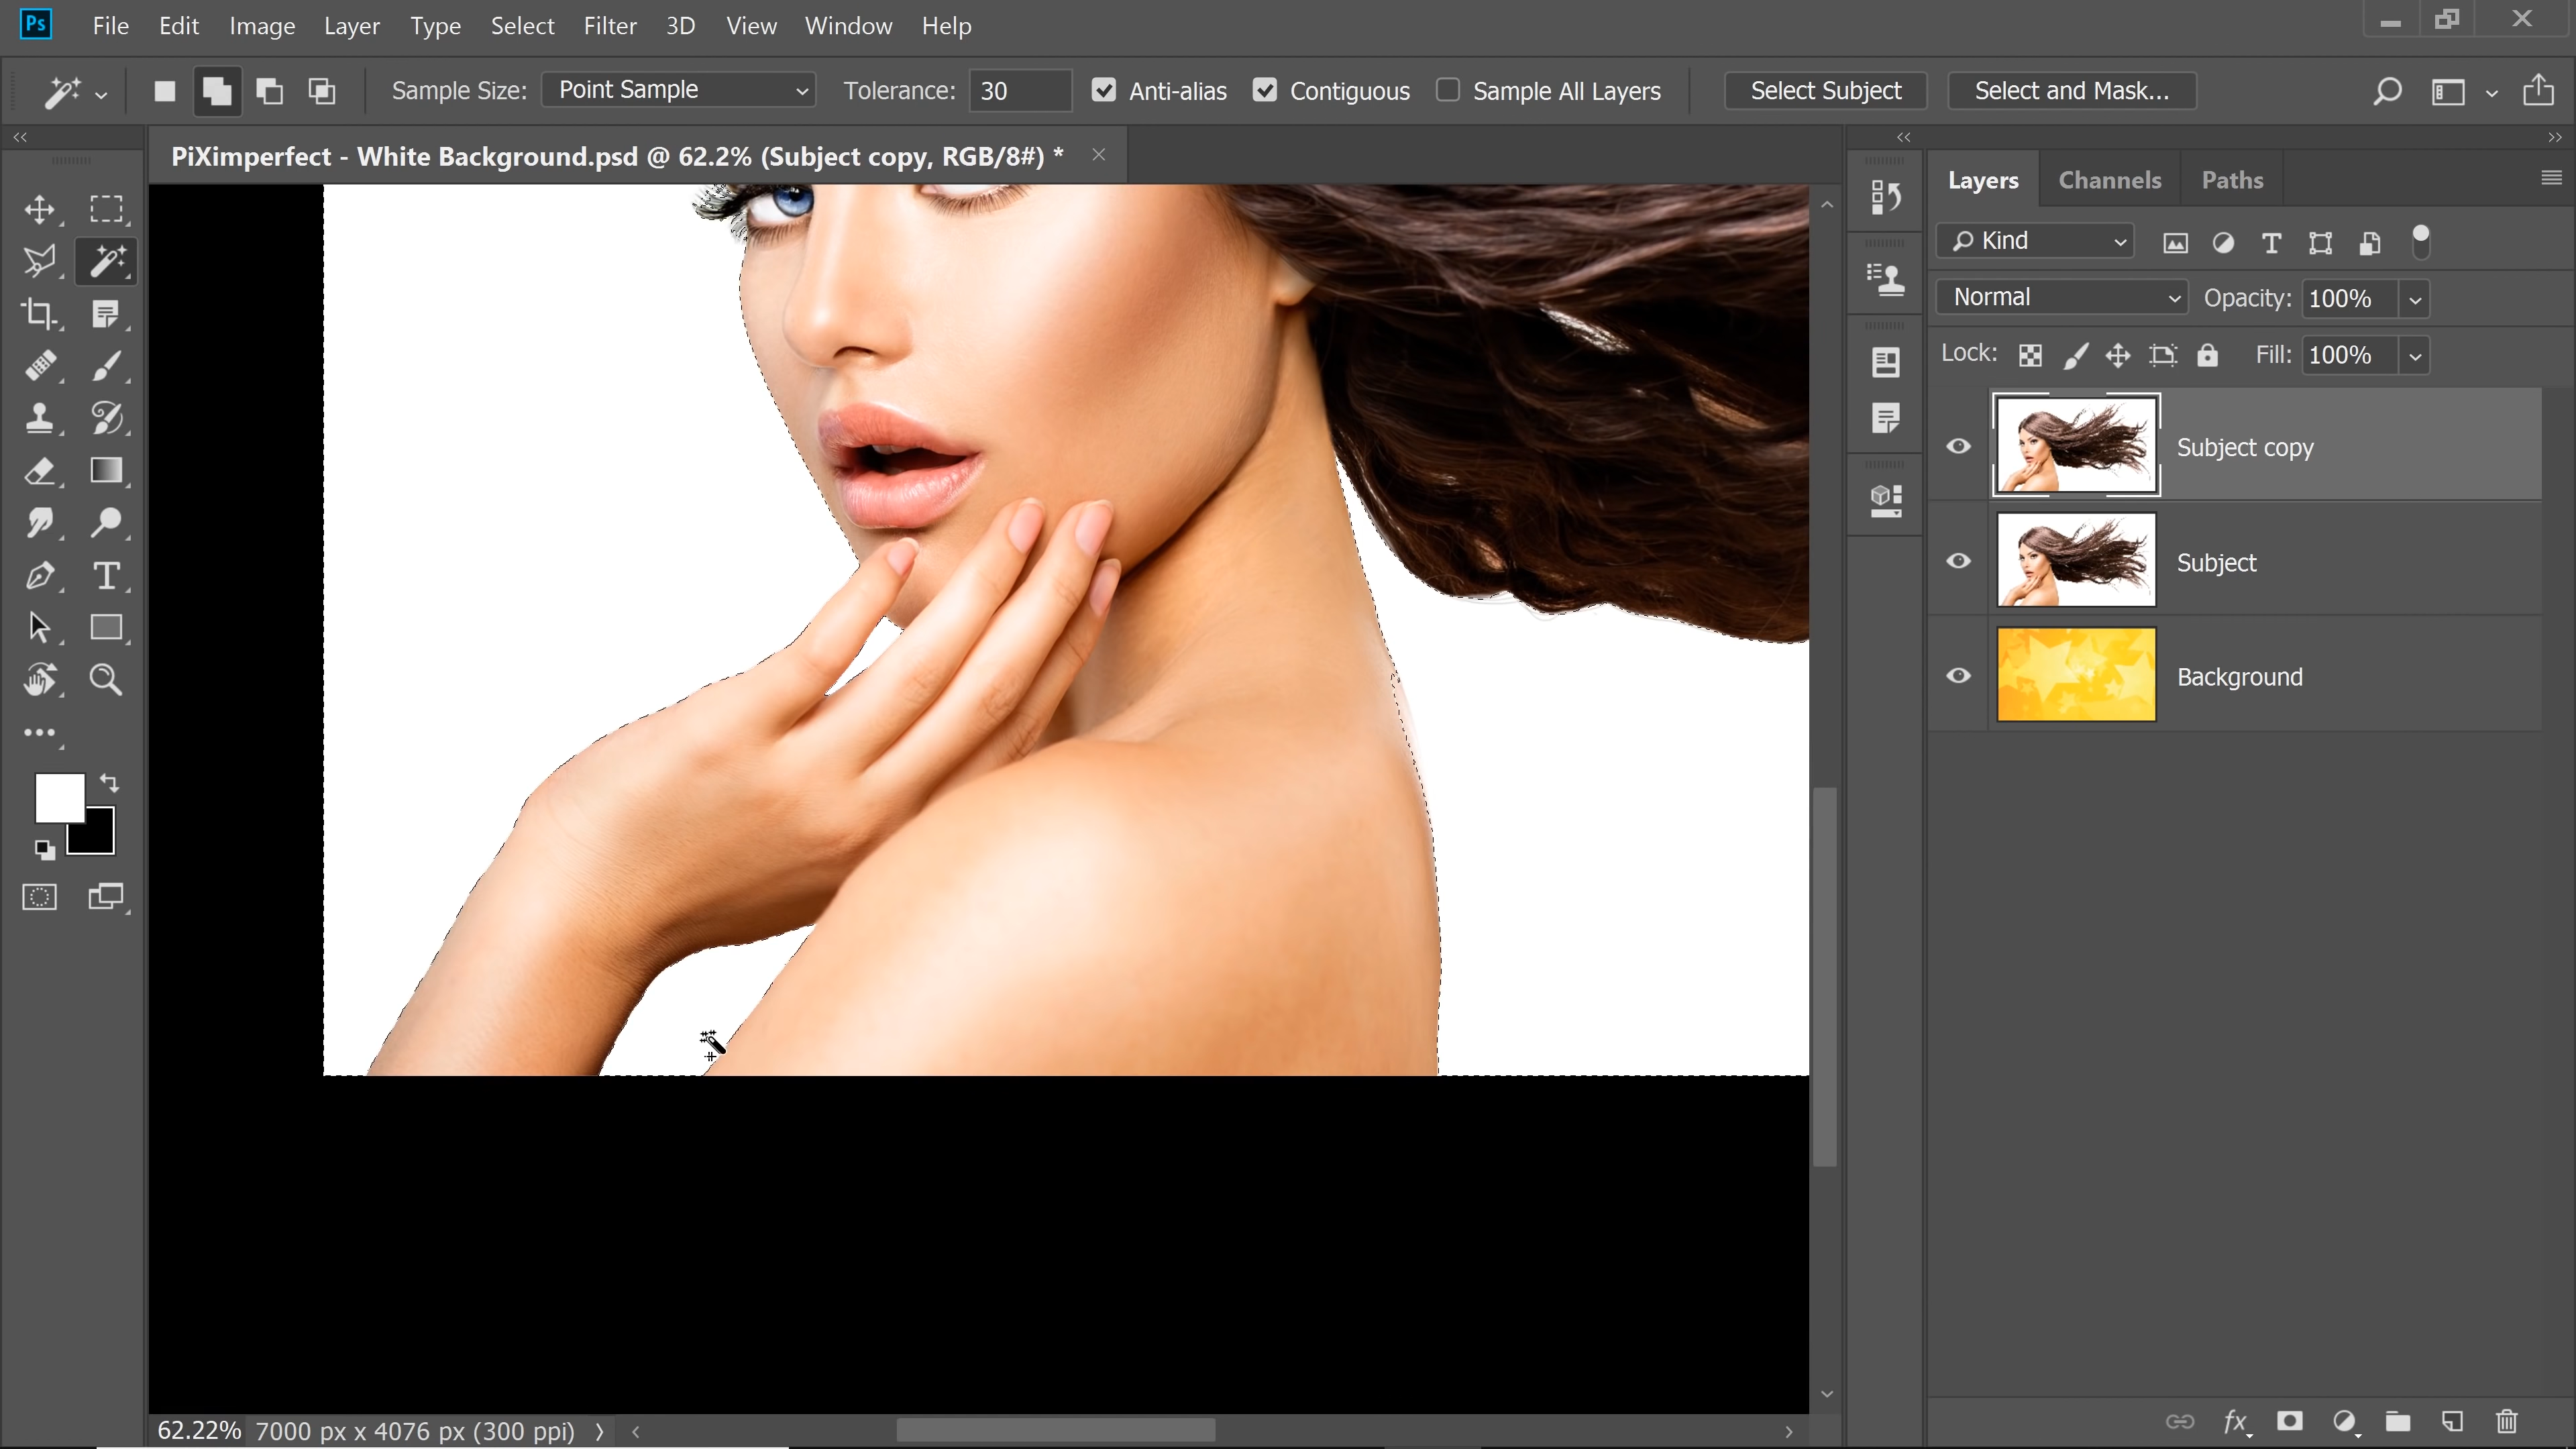 Ps File Edit Image Layer Type Select Filter 3D View Window Help
Sample Size: Point Sample Tolerance: 30 Anti-alias Contiguous Sample All Layers Select Subject Select and Mask...
PiXimperfect - White Background.psd @ 62.2% (Subject copy, RGB/8#) *
Layers Channels Paths
Kind
Normal Opacity: 100%
Lock: Fill: 100%
Subject copy
Subject
Background
62.22% 7000 px x 4076 px (300 ppi)
fx